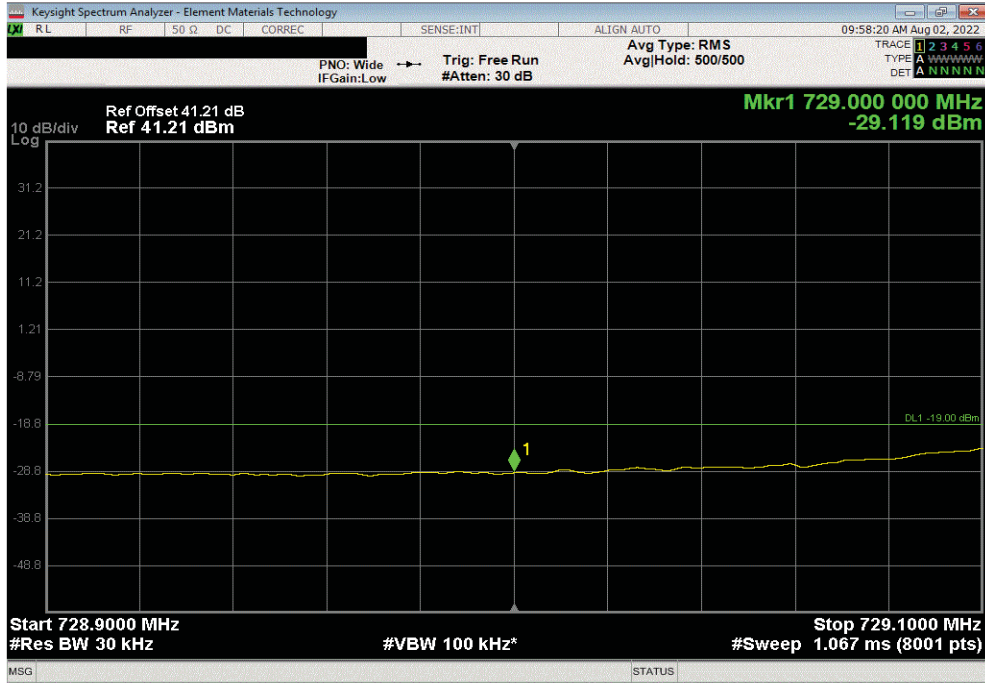 Keysight Spectrum Analyzer - Element Materials Technology
LXI RL RF 50 Ω DC CORREC SENSE:INT ALIGN AUTO 09:58:20 AM Aug 02, 2022
PNO: Wide Trig: Free Run Avg Type: RMS TRACE 1 2 3 4 5 6
IFGain:Low #Atten: 30 dB Avg|Hold: 500/500 TYPE A WWWWW
DET A N N N N N
Mkr1 729.000 000 MHz
Ref Offset 41.21 dB
10 dB/div Ref 41.21 dBm -29.119 dBm
Log
31.2
21.2
11.2
1.21
-8.79
DL1 -19.00 dBm
-18.8
1
-28.8
-38.8
-48.8
Start 728.9000 MHz Stop 729.1000 MHz
#Res BW 30 kHz #VBW 100 kHz* #Sweep 1.067 ms (8001 pts)
MSG STATUS